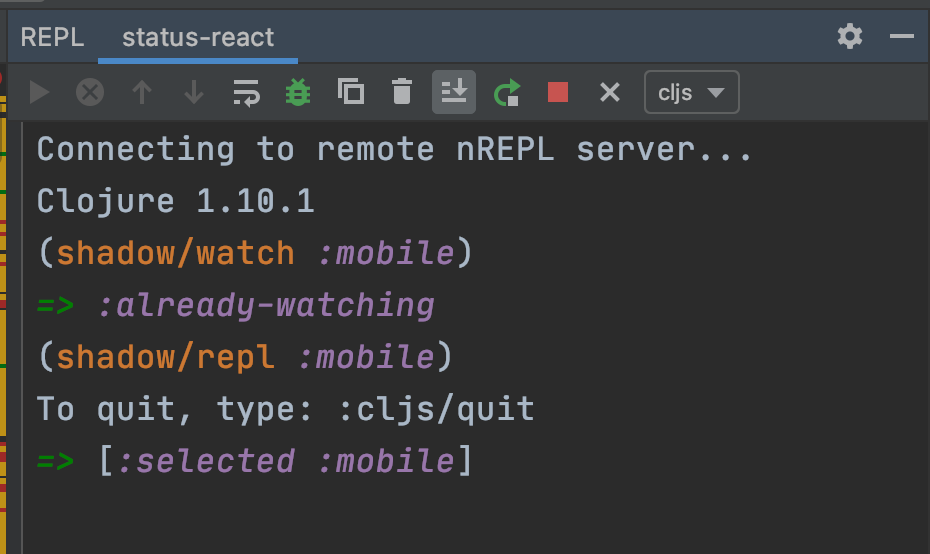 REPL status-react
cljs
Connecting to remote nREPL server...
Clojure 1.10.1
(shadow/watch :mobile)
=> :already-watching
(shadow/repl :mobile)
To quit, type: :cljs/quit
=> [:selected :mobile]